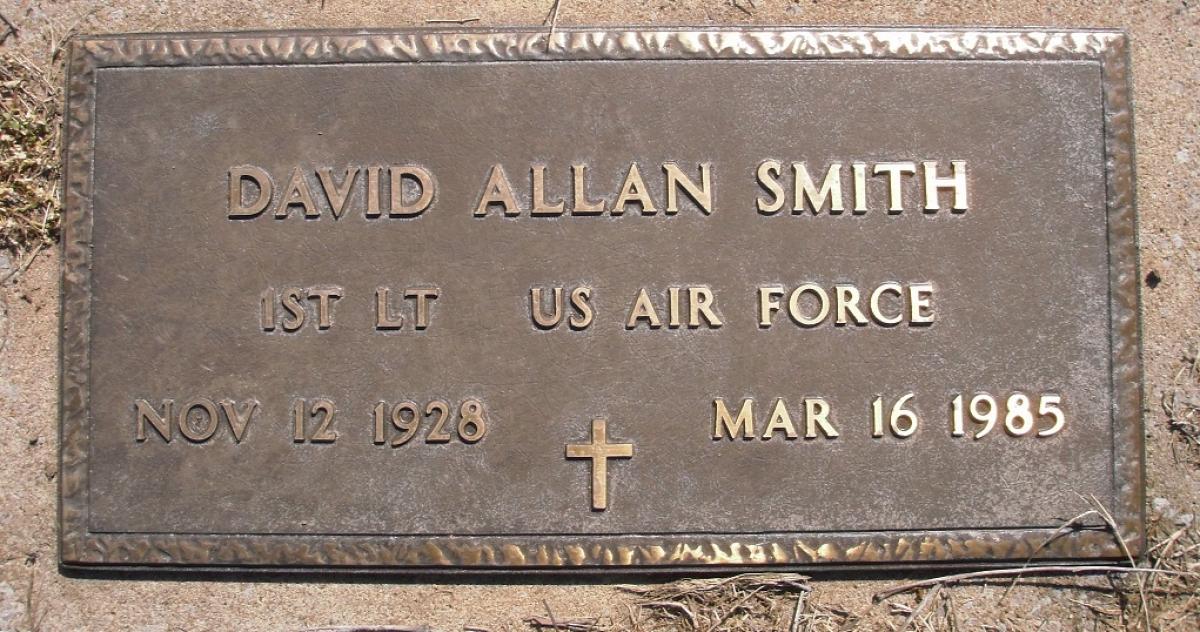 DAVID ALLAN SMITH
1ST LT US AIR FORCE
NOV 12 1928 MAR 16 1985